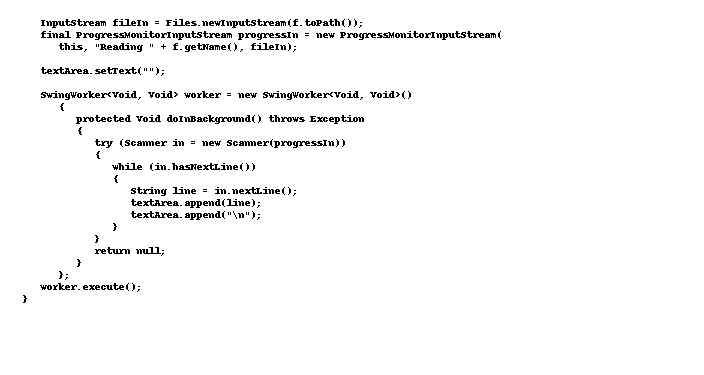 InputStream fileIn = Files.newInputStream(f.toPath());
final ProgressMonitorInputStream progressIn = new ProgressMonitorInputStream(
this, "Reading " + f.getName(), fileIn);
textArea.setText("");
SwingWorker<Void, Void> worker = new SwingWorker<Void, Void>()
{
protected Void doInBackground() throws Exception
{
try (Scanner in = new Scanner(progressIn))
{
while (in.hasNextLine())
{
String line = in.nextLine();
textArea.append(line);
textArea.append("\n");
}
}
return null;
}
};
worker.execute();
}